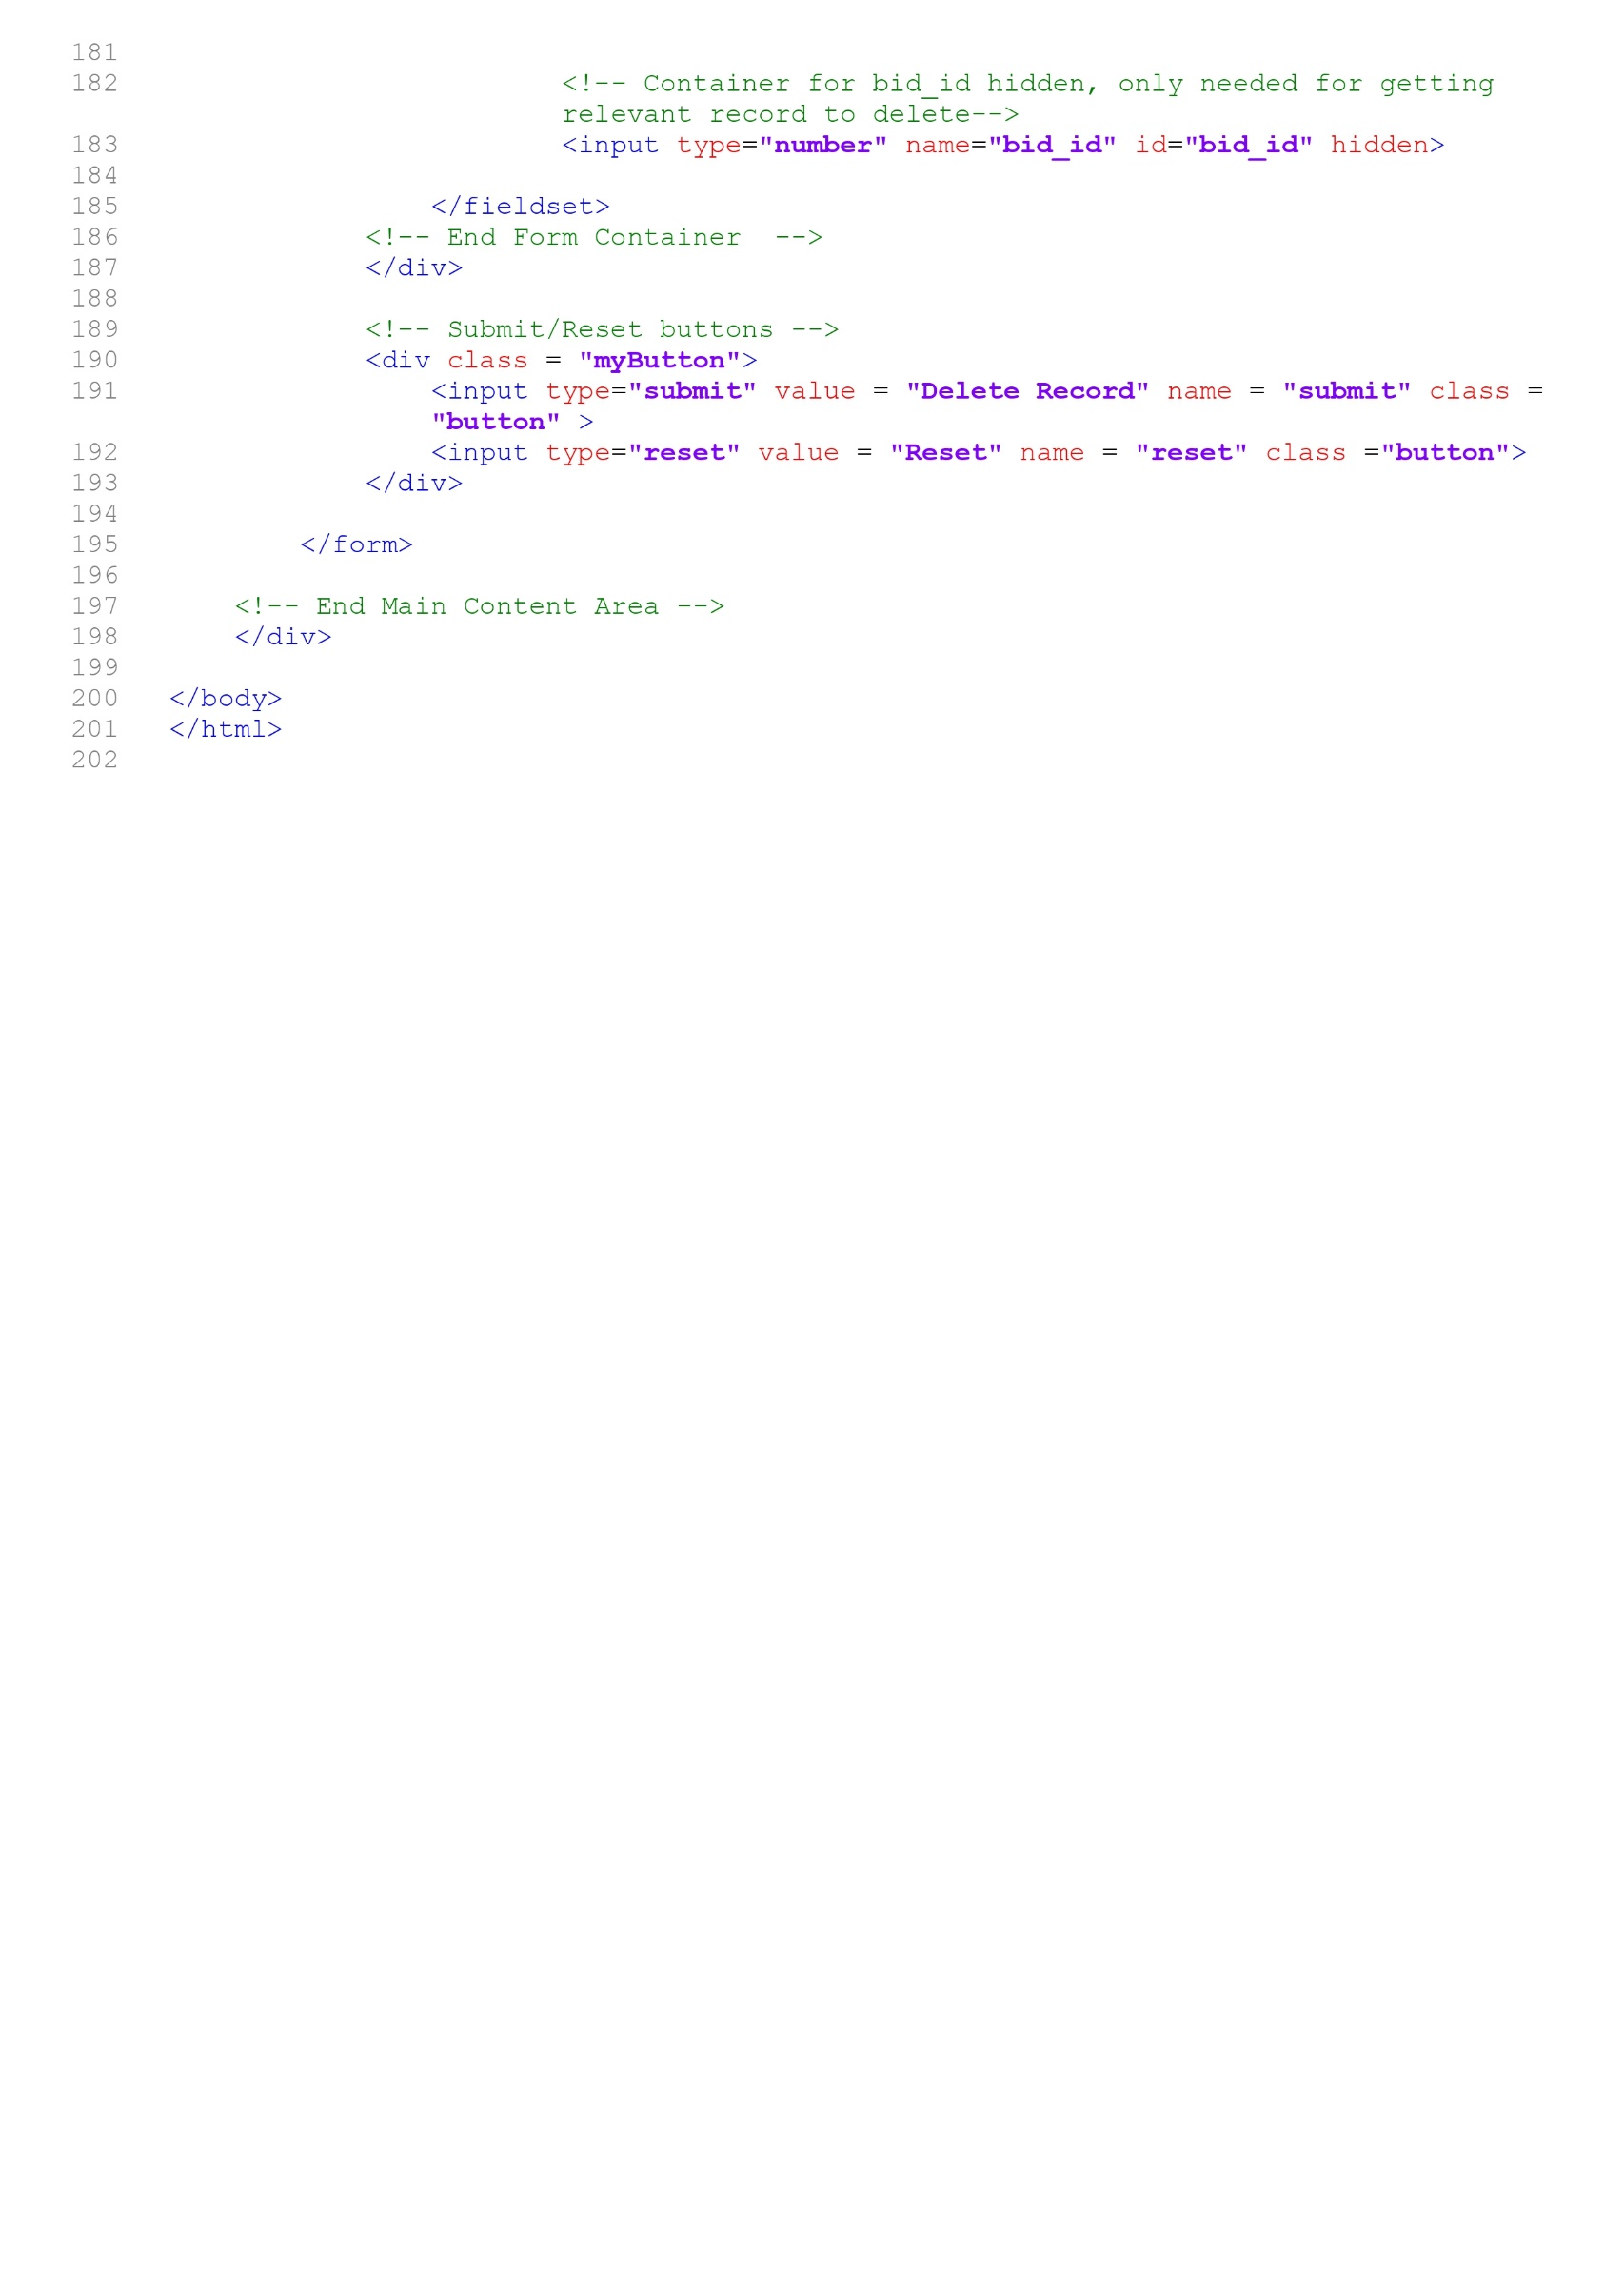 181
182                           <!-- Container for bid_id hidden, only needed for getting
                              relevant record to delete-->
183                           <input type="number" name="bid_id" id="bid_id" hidden>
184
185                   </fieldset>
186               <!-- End Form Container  -->
187               </div>
188
189               <!-- Submit/Reset buttons -->
190               <div class = "myButton">
191                   <input type="submit" value = "Delete Record" name = "submit" class =
                      "button" >
192                   <input type="reset" value = "Reset" name = "reset" class ="button">
193               </div>
194
195           </form>
196
197       <!-- End Main Content Area -->
198       </div>
199
200   </body>
201   </html>
202